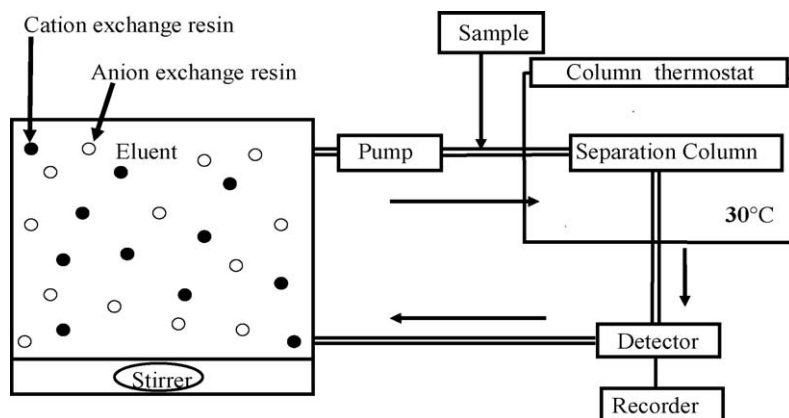 Cation exchange resin
Anion exchange resin
Eluent
Stirrer
Pump
Sample
Column thermostat
Separation Column
30°C
Detector
Recorder